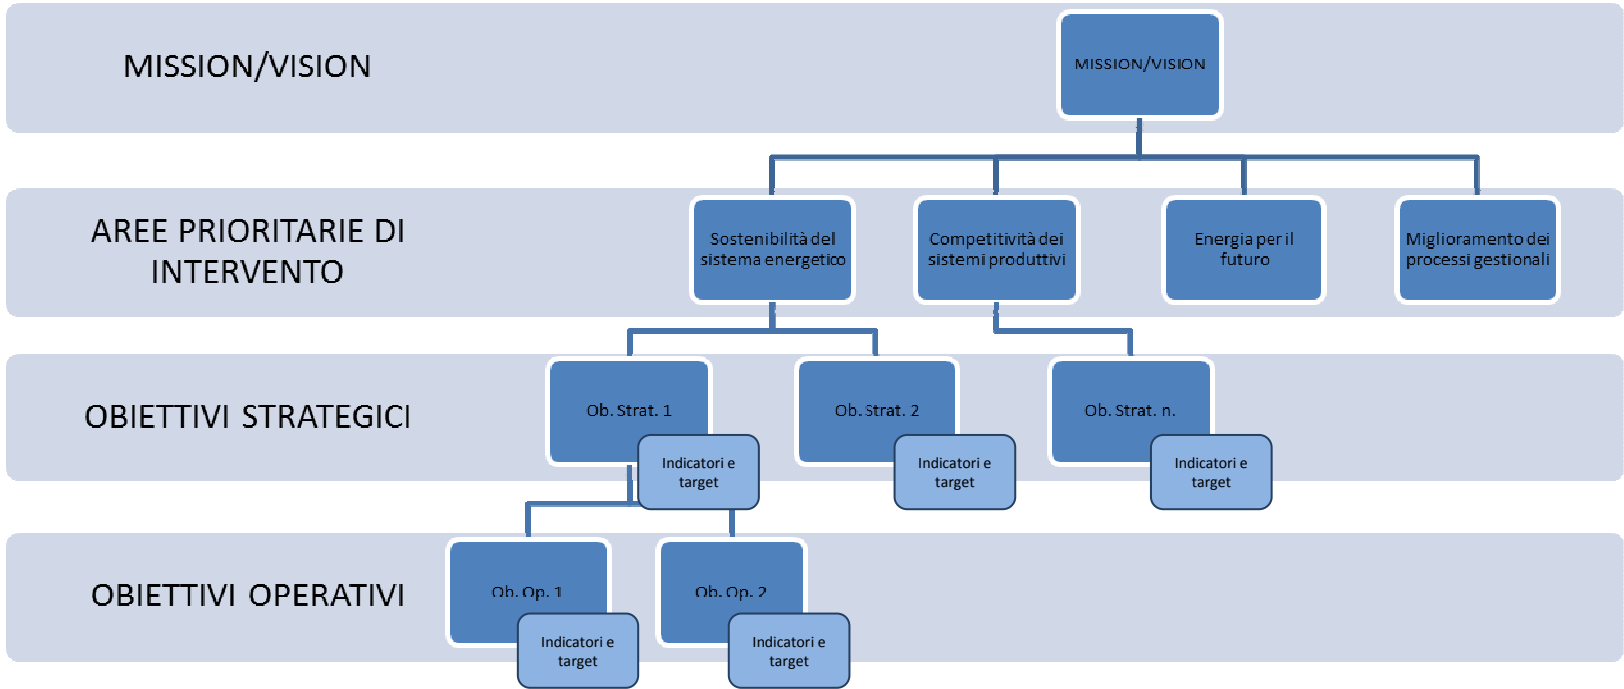 MISSION/VISION
MISSION/VISION
AREE PRIORITARIE DI
INTERVENTO
Sostenibilità del
sistema energetico
Competitività dei
sistemi produttivi
Energia per il
futuro
Miglioramento dei
processi gestionali
OBIETTIVI STRATEGICI
Ob. Strat. 1
Indicatori e
target
Ob. Strat. 2
Indicatori e
target
Ob. Strat. n.
Indicatori e
target
OBIETTIVI OPERATIVI
Ob. Op. 1
Indicatori e
target
Ob. Op. 2
Indicatori e
target